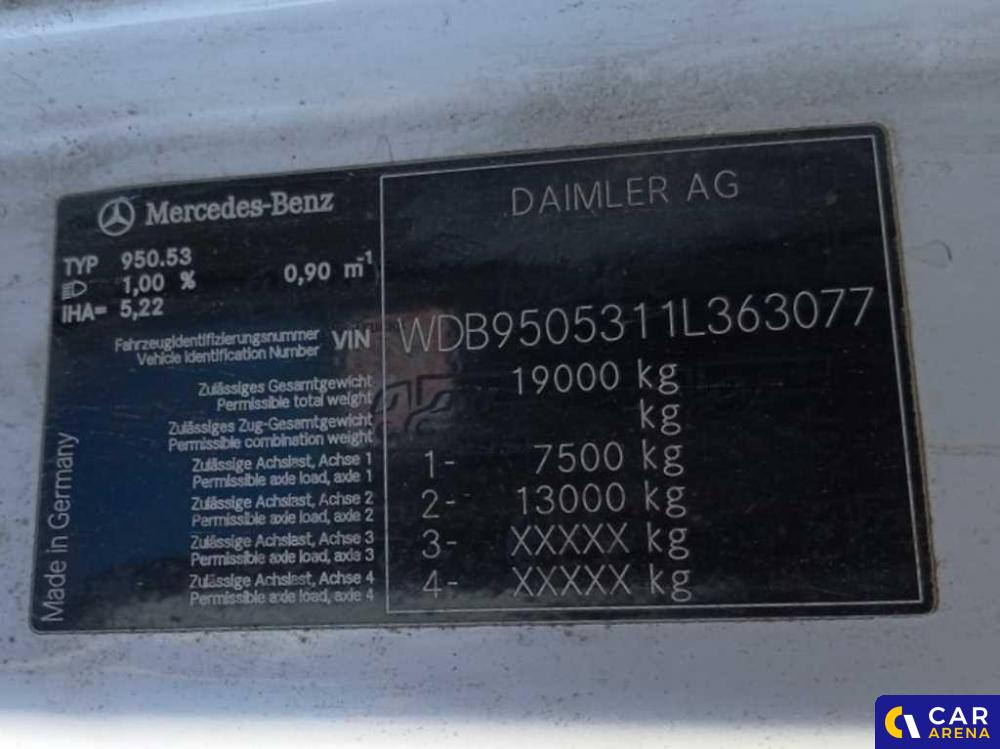 Mercedes-Benz
DAIMLER AG
TYP 950.53
1,00 % 0,90 m-1
IHA= 5,22
Fahrzeugidentifizierungsnummer
Vehicle Identification Number
VIN WDB9505311L363077
Zulässiges Gesamtgewicht
Permissible total weight
19000 kg
Zulässiges Zug-Gesamtgewicht
Permissible combination weight
kg
Zulässige Achslast, Achse 1
Permissible axle load, axle 1
1- 7500 kg
Zulässige Achslast, Achse 2
Permissible axle load, axle 2
2- 13000 kg
Zulässige Achslast, Achse 3
Permissible axle load, axle 3
3- XXXXX kg
Zulässige Achslast, Achse 4
Permissible axle load, axle 4
4- XXXXX kg
Made in Germany
CAR
ARENA